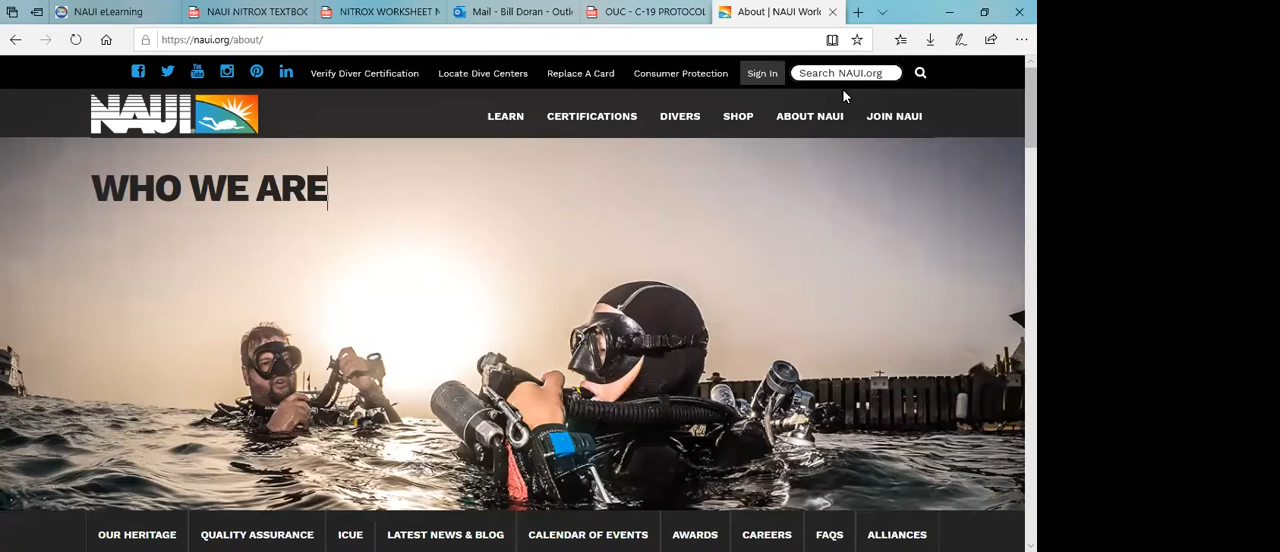 NAUI eLearning
NAUI NITROX TEXTBOC
NITROX WORKSHEET N
Mail - Bill Doran - Outl
OUC - C-19 PROTOCOL
About | NAUI Worl
https://naui.org/about/
Verify Diver Certification Locate Dive Centers Replace A Card Consumer Protection Sign In Search NAUI.org
NAUI
LEARN CERTIFICATIONS DIVERS SHOP ABOUT NAUI JOIN NAUI
WHO WE ARE
OUR HERITAGE QUALITY ASSURANCE ICUE LATEST NEWS & BLOG CALENDAR OF EVENTS AWARDS CAREERS FAQS ALLIANCES